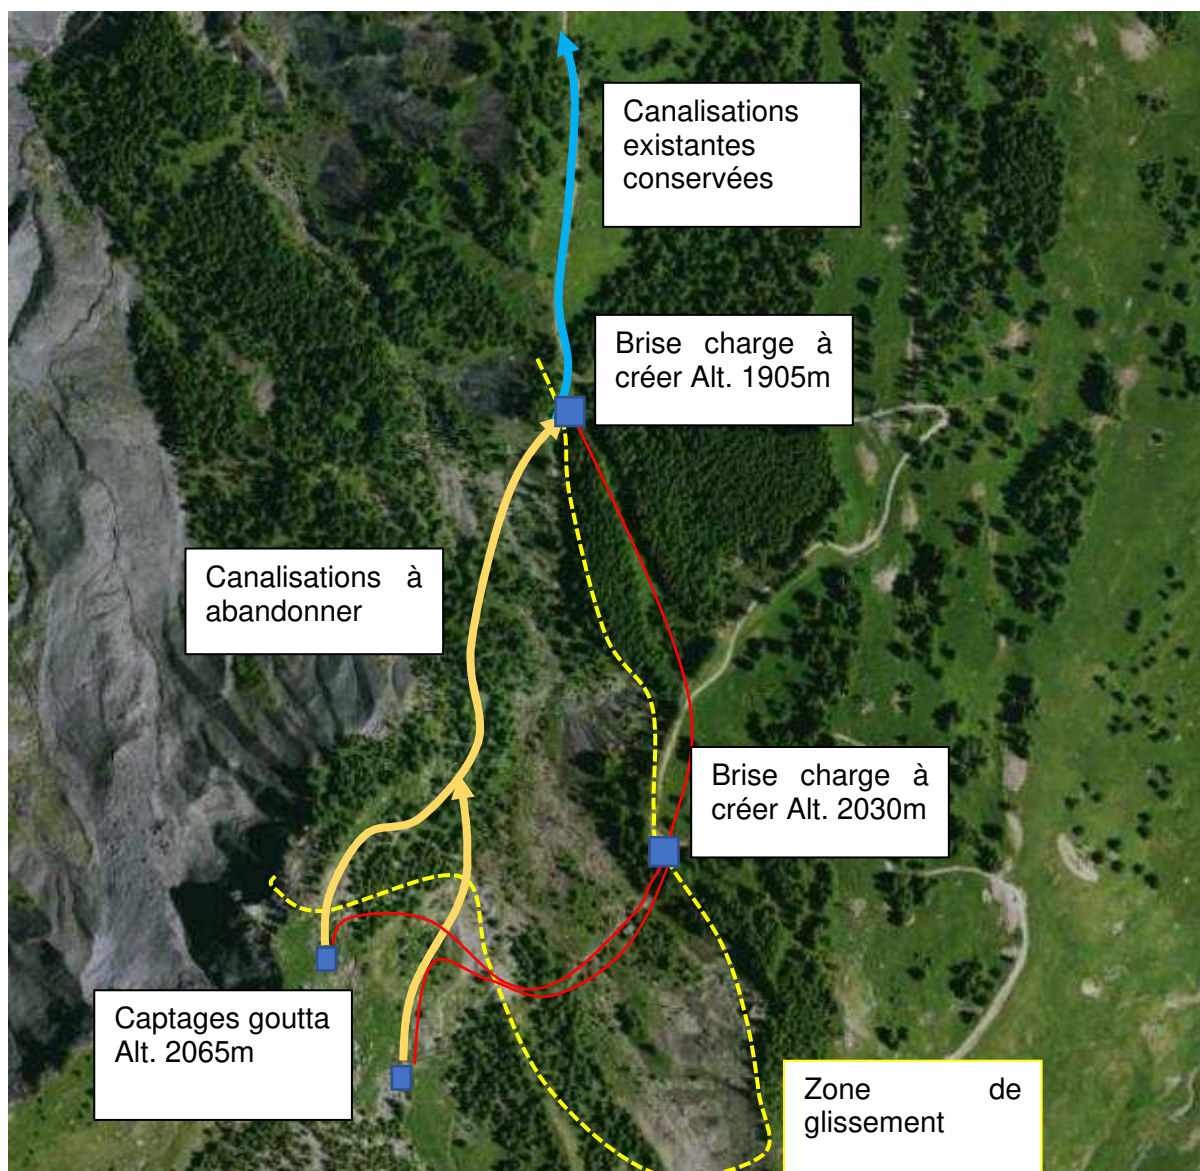 Canalisations
existantes
conservées
Brise charge à
créer Alt. 1905m
Canalisations à
abandonner
Brise charge à
créer Alt. 2030m
Captages goutta
Alt. 2065m
Zone de
glissement